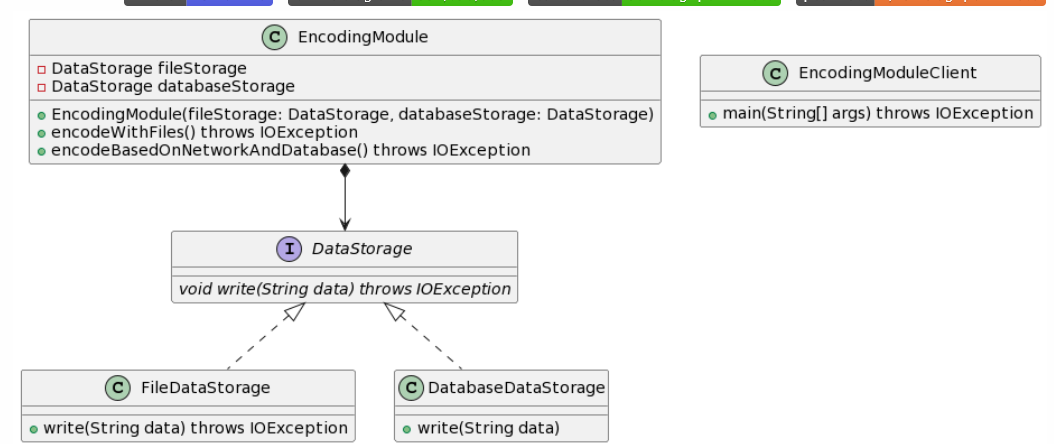 C EncodingModule
DataStorage fileStorage
DataStorage databaseStorage
EncodingModule(fileStorage: DataStorage, databaseStorage: DataStorage)
encodeWithFiles() throws IOException
encodeBasedOnNetworkAndDatabase() throws IOException
C EncodingModuleClient
main(String[] args) throws IOException
I DataStorage
void write(String data) throws IOException
C FileDataStorage
write(String data) throws IOException
C DatabaseDataStorage
write(String data)